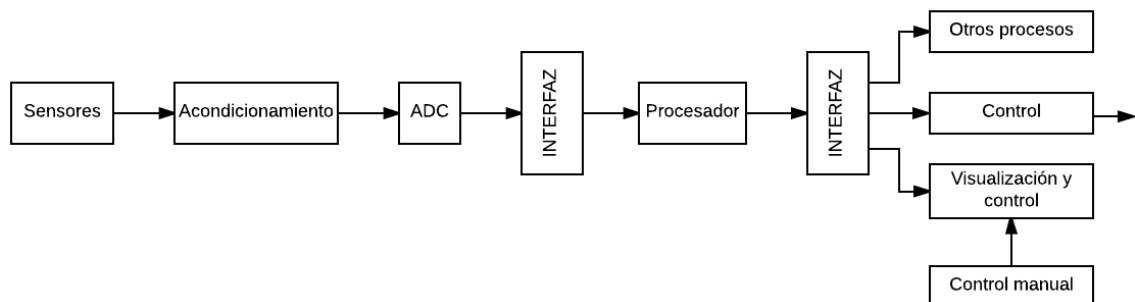 Sensores
Acondicionamiento
ADC
INTERFAZ
Procesador
INTERFAZ
Otros procesos
Control
Visualización y
control
Control manual